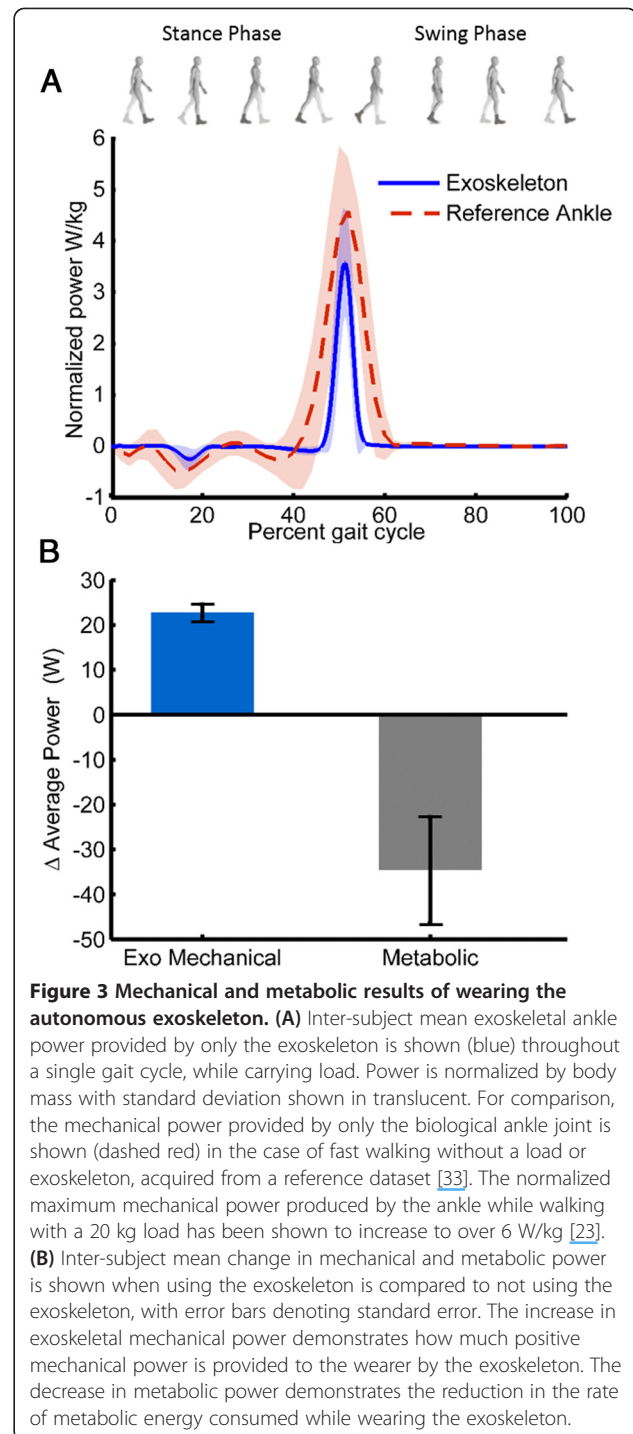 Stance Phase Swing Phase
A
6
5
4
3
2
1
0
-1
Normalized power W/kg
Exoskeleton
Reference Ankle
0 20 40 60 80 100
Percent gait cycle
B
30
20
10
0
-10
-20
-30
-40
-50
Δ Average Power (W)
Exo Mechanical Metabolic
Figure 3 Mechanical and metabolic results of wearing the
autonomous exoskeleton. (A) Inter-subject mean exoskeletal ankle
power provided by only the exoskeleton is shown (blue) throughout
a single gait cycle, while carrying load. Power is normalized by body
mass with standard deviation shown in translucent. For comparison,
the mechanical power provided by only the biological ankle joint is
shown (dashed red) in the case of fast walking without a load or
exoskeleton, acquired from a reference dataset [33]. The normalized
maximum mechanical power produced by the ankle while walking
with a 20 kg load has been shown to increase to over 6 W/kg [23].
(B) Inter-subject mean change in mechanical and metabolic power
is shown when using the exoskeleton is compared to not using the
exoskeleton, with error bars denoting standard error. The increase in
exoskeletal mechanical power demonstrates how much positive
mechanical power is provided to the wearer by the exoskeleton. The
decrease in metabolic power demonstrates the reduction in the rate
of metabolic energy consumed while wearing the exoskeleton.